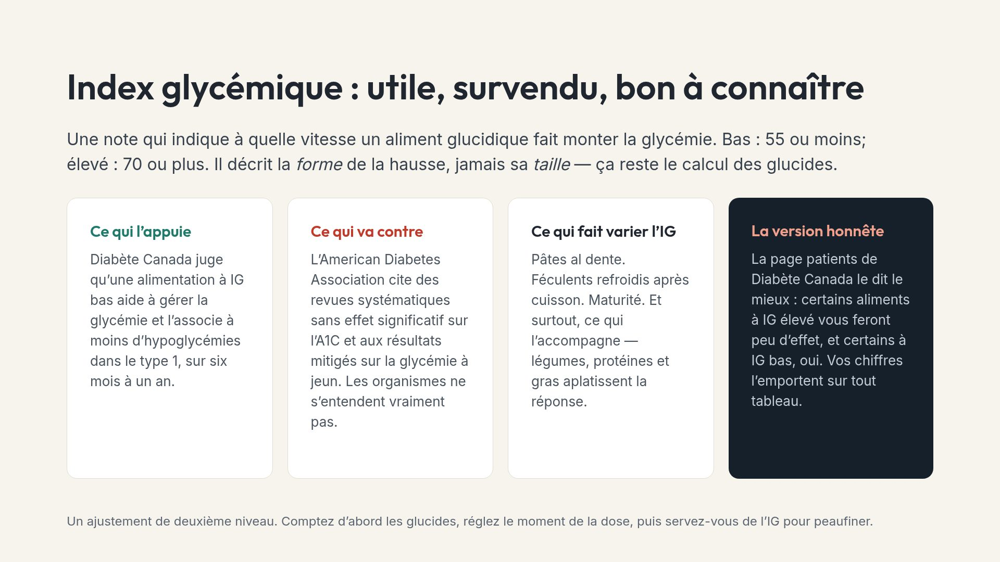 Index glycémique : utile, survendu, bon à connaître
Une note qui indique à quelle vitesse un aliment glucidique fait monter la glycémie. Bas : 55 ou moins;
élevé : 70 ou plus. Il décrit la forme de la hausse, jamais sa taille — ça reste le calcul des glucides.
Ce qui l’appuie
Diabète Canada juge
qu’une alimentation à IG
bas aide à gérer la
glycémie et l’associe à
moins d’hypoglycémies
dans le type 1, sur six
mois à un an.
Ce qui va contre
L’American Diabetes
Association cite des
revues systématiques
sans effet significatif sur
l’A1C et aux résultats
mitigés sur la glycémie à
jeun. Les organismes ne
s’entendent vraiment
pas.
Ce qui fait varier l’IG
Pâtes al dente.
Féculents refroidis après
cuisson. Maturité. Et
surtout, ce qui
l’accompagne —
légumes, protéines et
gras aplatissent la
réponse.
La version honnête
La page patients de
Diabète Canada le dit le
mieux : certains aliments
à IG élevé vous feront
peu d’effet, et certains à
IG bas, oui. Vos chiffres
l’emportent sur tout
tableau.
Un ajustement de deuxième niveau. Comptez d’abord les glucides, réglez le moment de la dose, puis servez-vous de l’IG pour peaufiner.